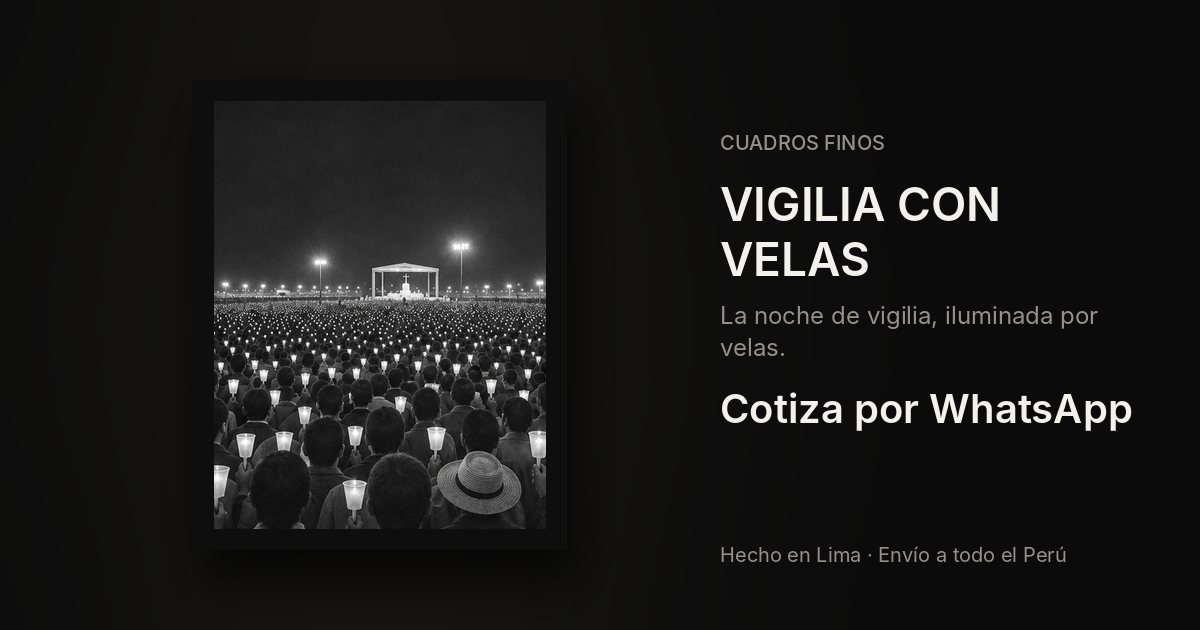 CUADROS FINOS
VIGILIA CON
VELAS
La noche de vigilia, iluminada por
velas.
Cotiza por WhatsApp
Hecho en Lima · Envío a todo el Perú